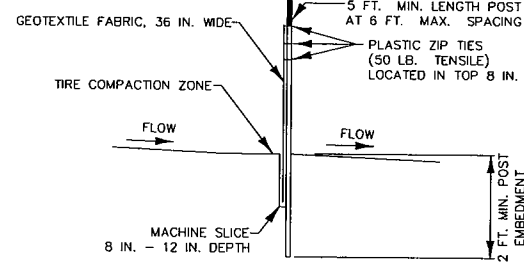 5 FT. MIN. LENGTH POST
AT 6 FT. MAX. SPACING
GEOTEXTILE FABRIC, 36 IN. WIDE
PLASTIC ZIP TIES
(50 LB. TENSILE)
LOCATED IN TOP 8 IN.
TIRE COMPACTION ZONE
FLOW
FLOW
MACHINE SLICE
8 IN. - 12 IN. DEPTH
2 FT. MIN. POST
EMBEDMENT